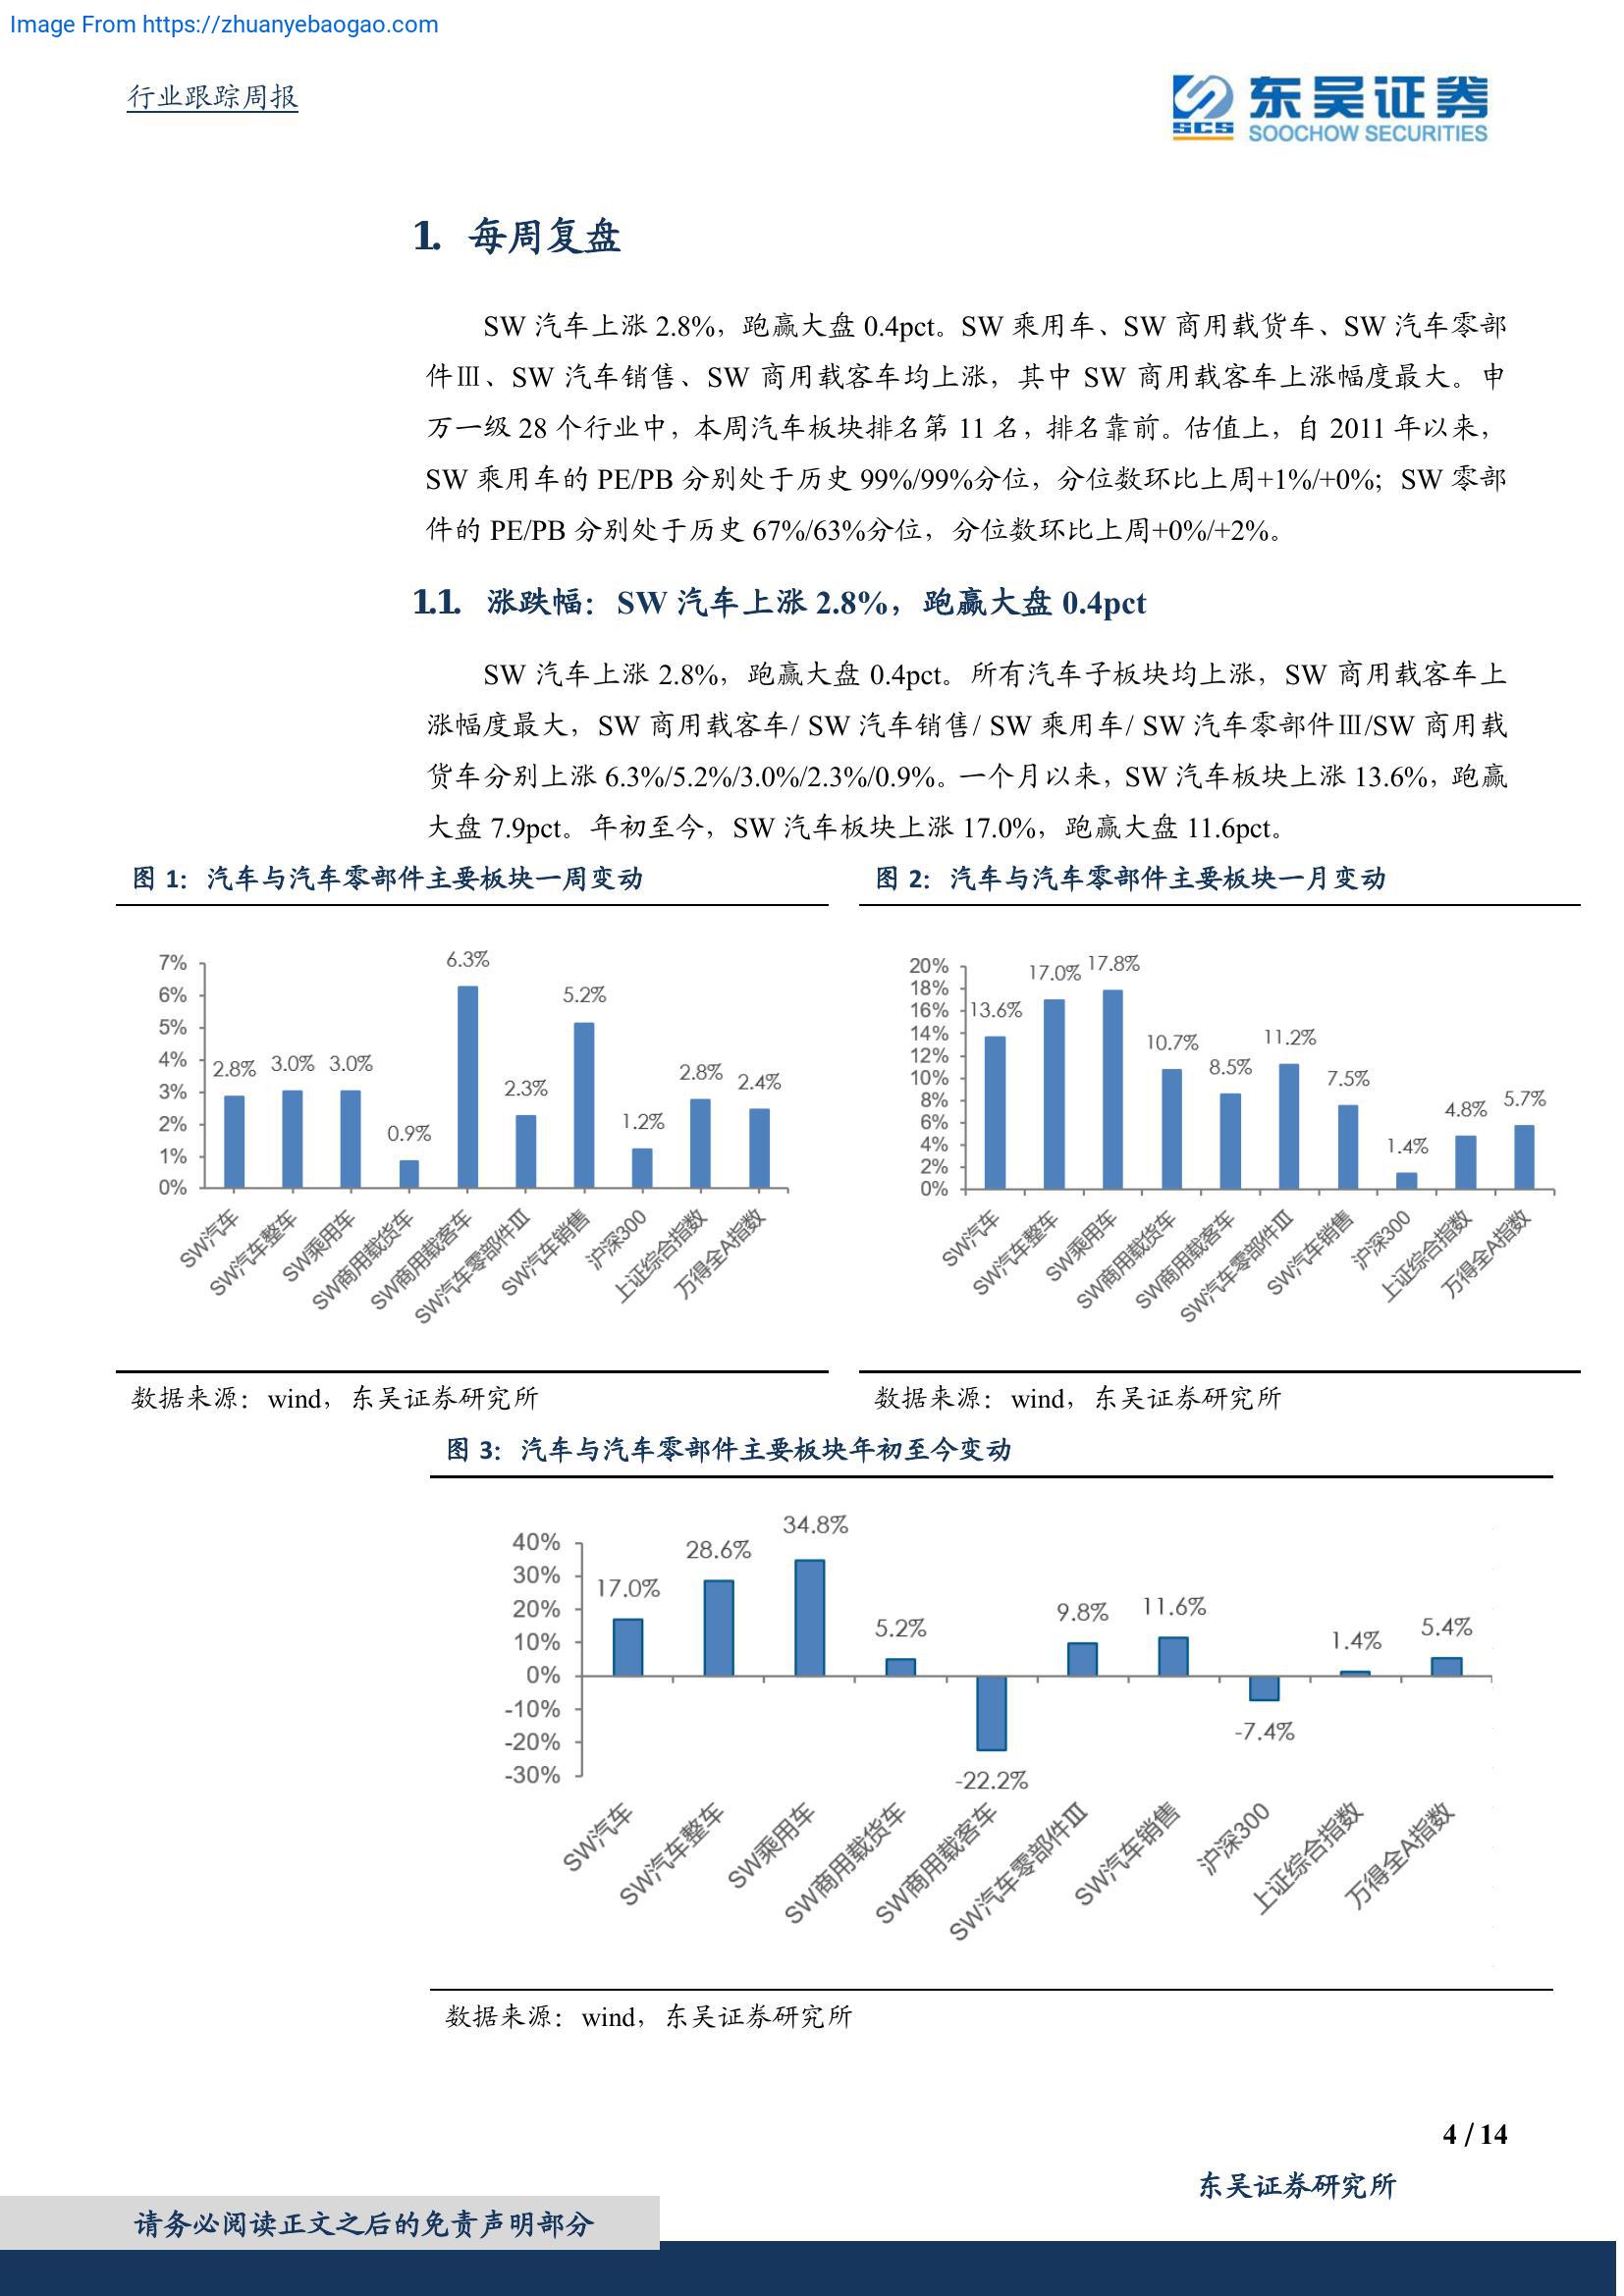 Image From https://zhuanyebaogao.com
行业跟踪周报
东吴证券
SCS
SOOCHOW SECURITIES
1. 每周复盘
SW 汽车上涨 2.8%，跑赢大盘 0.4pct。SW 乘用车、SW 商用载货车、SW 汽车零部
件Ⅲ、SW 汽车销售、SW 商用载客车均上涨，其中 SW 商用载客车上涨幅度最大。申
万一级 28 个行业中，本周汽车板块排名第 11 名，排名靠前。估值上，自 2011 年以来，
SW 乘用车的 PE/PB 分别处于历史 99%/99%分位，分位数环比上周+1%/+0%；SW 零部
件的 PE/PB 分别处于历史 67%/63%分位，分位数环比上周+0%/+2%。
1.1. 涨跌幅：SW 汽车上涨 2.8%，跑赢大盘 0.4pct
SW 汽车上涨 2.8%，跑赢大盘 0.4pct。所有汽车子板块均上涨，SW 商用载客车上
涨幅度最大，SW 商用载客车/ SW 汽车销售/ SW 乘用车/ SW 汽车零部件Ⅲ/SW 商用载
货车分别上涨 6.3%/5.2%/3.0%/2.3%/0.9%。一个月以来，SW 汽车板块上涨 13.6%，跑赢
大盘 7.9pct。年初至今，SW 汽车板块上涨 17.0%，跑赢大盘 11.6pct。
图 1：汽车与汽车零部件主要板块一周变动
7%
6%
5%
4%
3%
2%
1%
0%
2.8%
3.0%
3.0%
0.9%
6.3%
2.3%
5.2%
1.2%
2.8%
2.4%
SW汽车
SW汽车整车
SW乘用车
SW商用载货车
SW商用载客车
SW汽车零部件III
SW汽车销售
沪深300
上证综合指数
万得全A指数
数据来源：wind，东吴证券研究所
图 2：汽车与汽车零部件主要板块一月变动
20%
18%
16%
14%
12%
10%
8%
6%
4%
2%
0%
13.6%
17.0%
17.8%
10.7%
8.5%
11.2%
7.5%
1.4%
4.8%
5.7%
SW汽车
SW汽车整车
SW乘用车
SW商用载货车
SW商用载客车
SW汽车零部件III
SW汽车销售
沪深300
上证综合指数
万得全A指数
数据来源：wind，东吴证券研究所
图 3：汽车与汽车零部件主要板块年初至今变动
40%
30%
20%
10%
0%
-10%
-20%
-30%
17.0%
28.6%
34.8%
5.2%
-22.2%
9.8%
11.6%
-7.4%
1.4%
5.4%
SW汽车
SW汽车整车
SW乘用车
SW商用载货车
SW商用载客车
SW汽车零部件III
SW汽车销售
沪深300
上证综合指数
万得全A指数
数据来源：wind，东吴证券研究所
4 / 14
东吴证券研究所
请务必阅读正文之后的免责声明部分